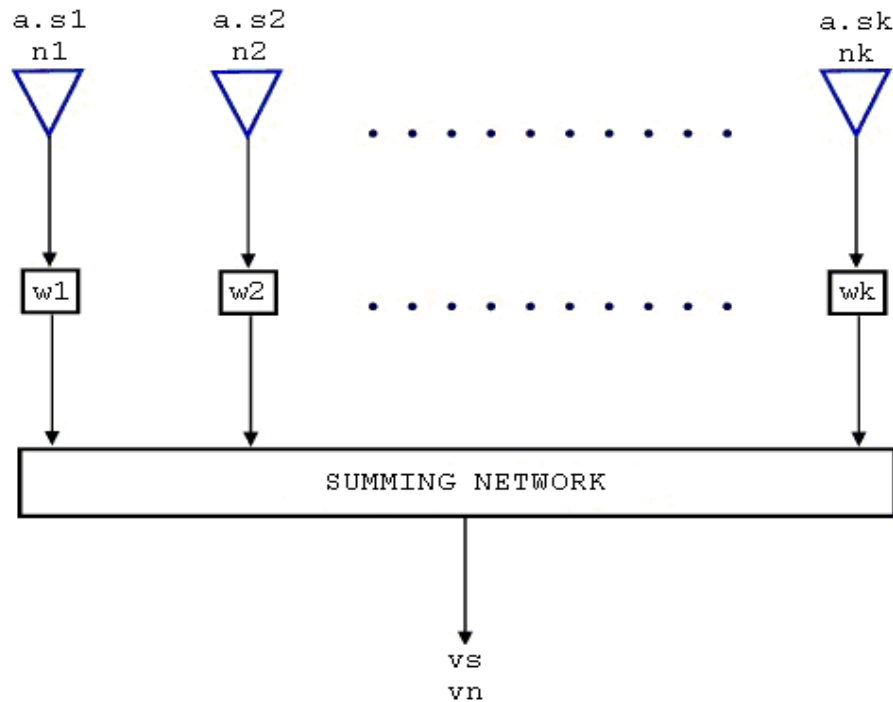 a.s1 a.s2 a.sk
n1 n2 nk
w1 w2 wk
SUMMING NETWORK
vs
vn